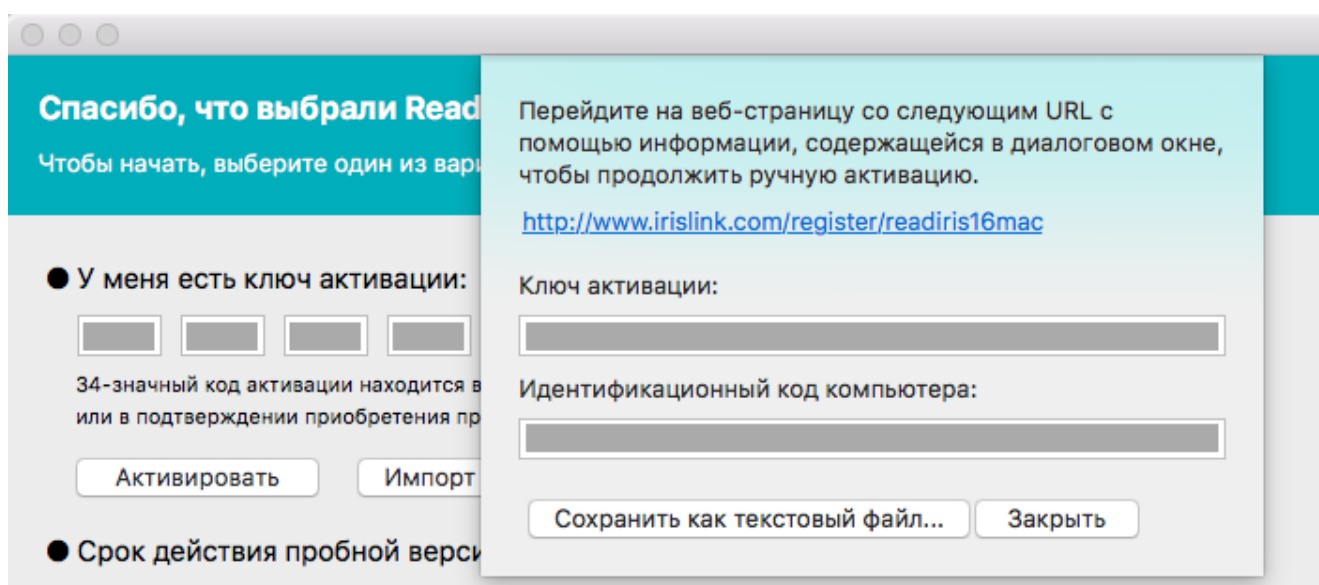 Спасибо, что выбрали Read
Чтобы начать, выберите один из вари
У меня есть ключ активации:
34-значный код активации находится в
или в подтверждении приобретения пр
Активировать
Импорт
Срок действия пробной верси
Перейдите на веб-страницу со следующим URL с
помощью информации, содержащейся в диалоговом окне,
чтобы продолжить ручную активацию.
http://www.irislink.com/register/readiris16mac
Ключ активации:
Идентификационный код компьютера:
Сохранить как текстовый файл...
Закрыть